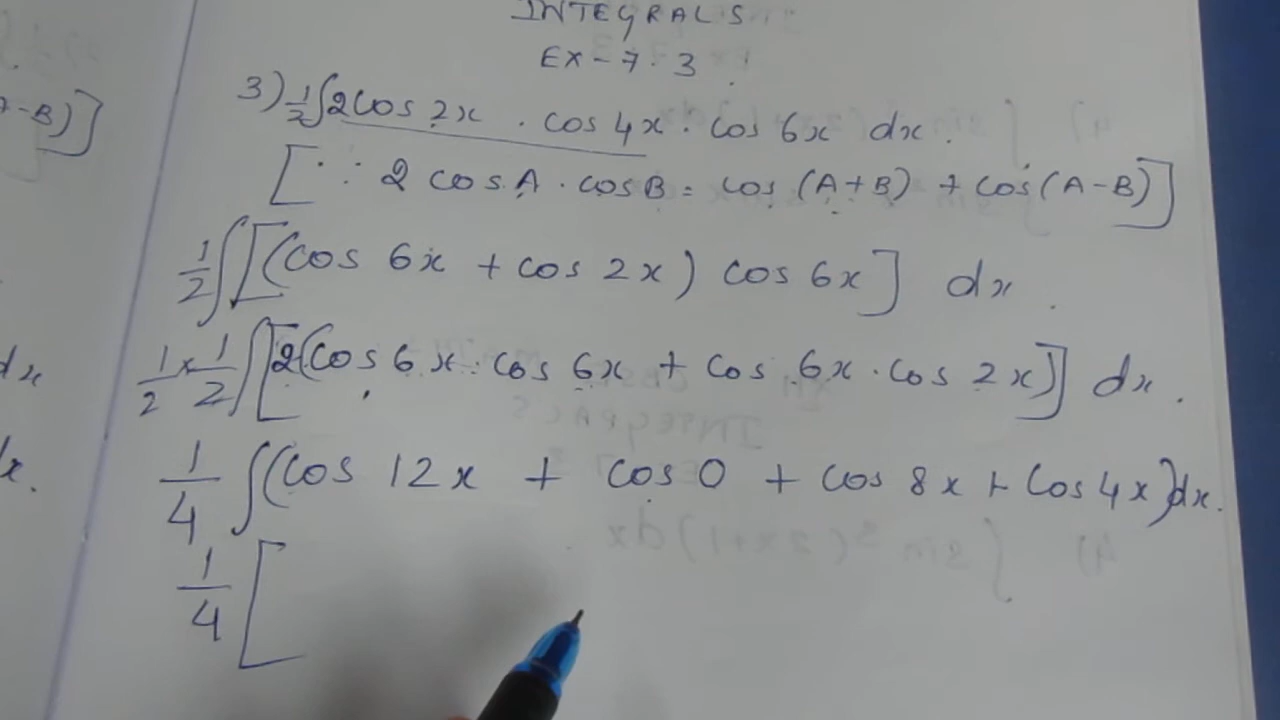 INTEGRALS
EX-7.3
3) 1/2 ∫ 2cos 2x . cos 4x . cos 6x dx.
[∵ 2 cos A . cos B = cos (A+B) + cos (A-B)]
1/2 ∫ [(cos 6x + cos 2x) cos 6x] dx.
1/2 × 1/2 ∫ [2(cos 6x . cos 6x + cos 6x . cos 2x)] dx.
1/4 ∫ (cos 12x + cos 0 + cos 8x + cos 4x) dx.
1/4 [
A-B)]
dx
dx.